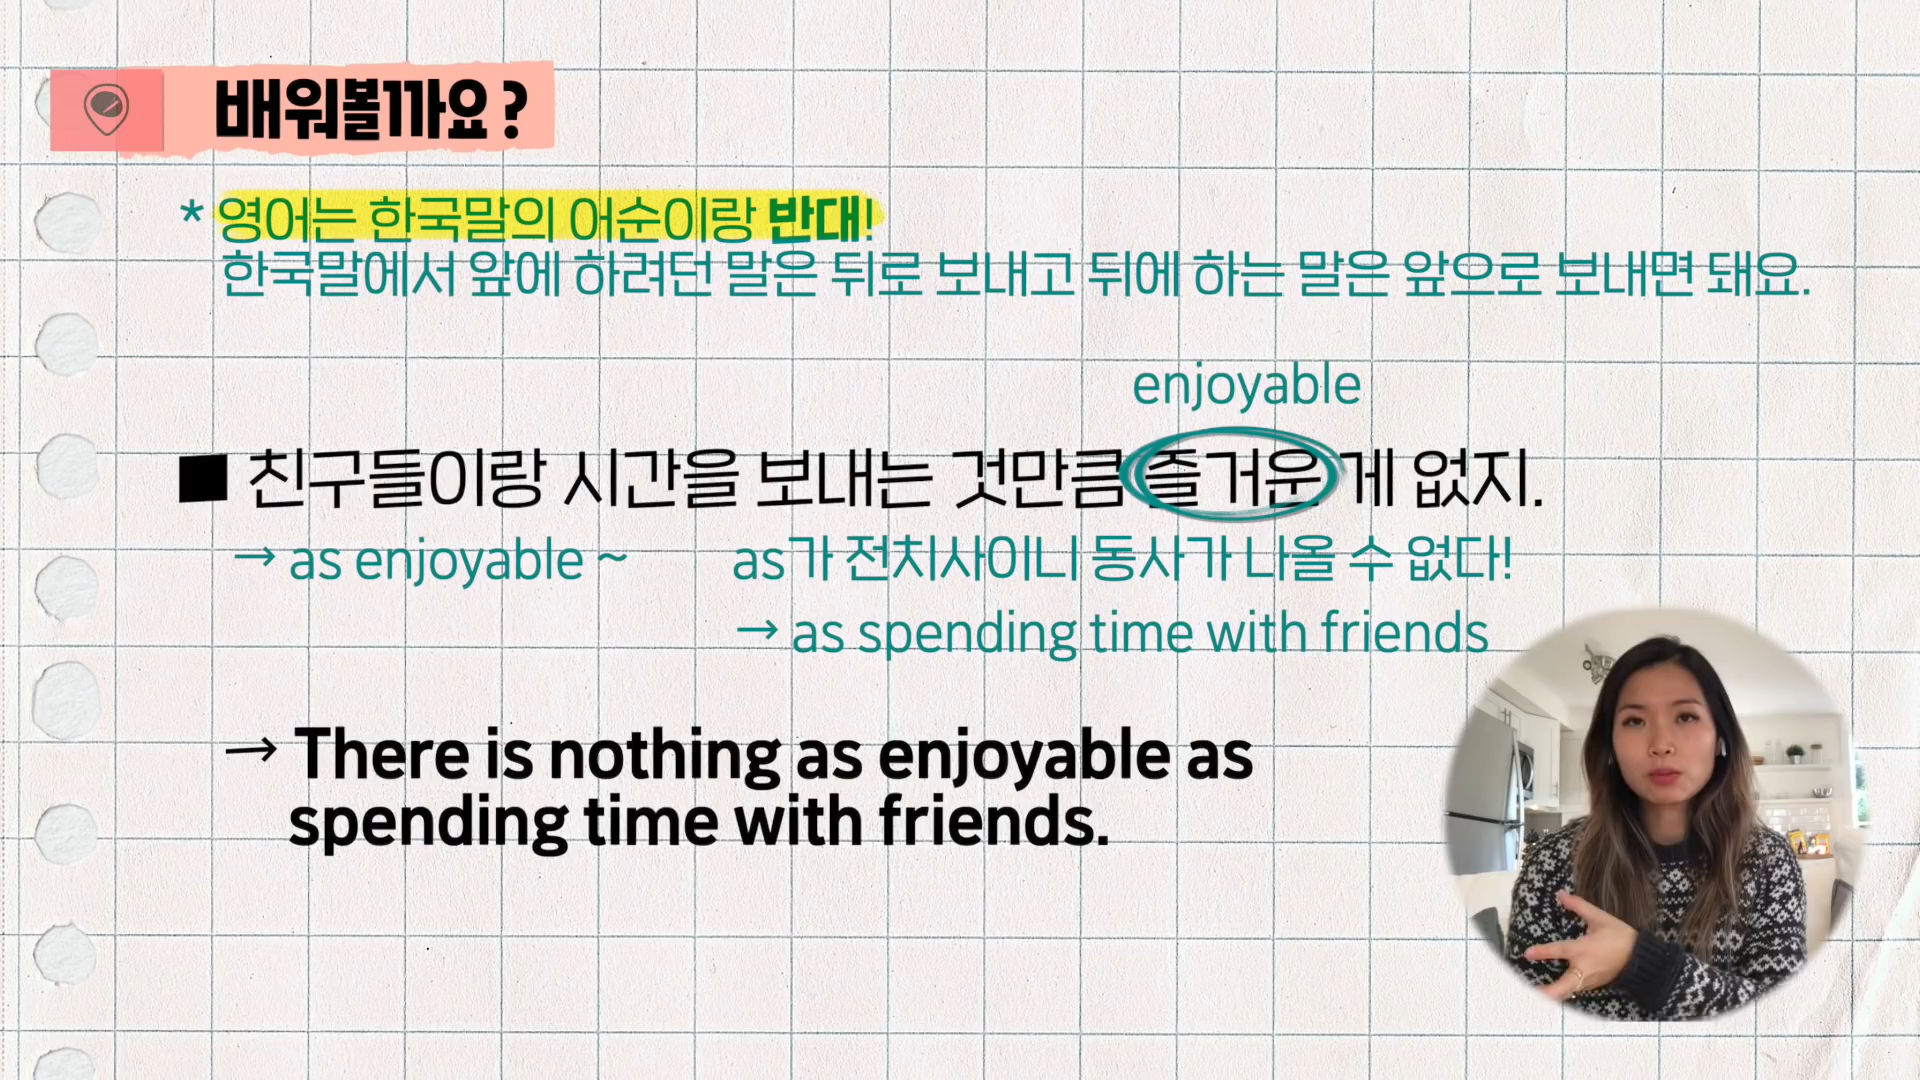 배워볼까요?
* 영어는 한국말의 어순이랑 반대!
한국말에서 앞에 하려던 말은 뒤로 보내고 뒤에 하는 말은 앞으로 보내면 돼요.
enjoyable
■ 친구들이랑 시간을 보내는 것만큼 즐거운 게 없지.
→ as enjoyable ~ as가 전치사이니 동사가 나올 수 없다!
→ as spending time with friends
→ There is nothing as enjoyable as
spending time with friends.